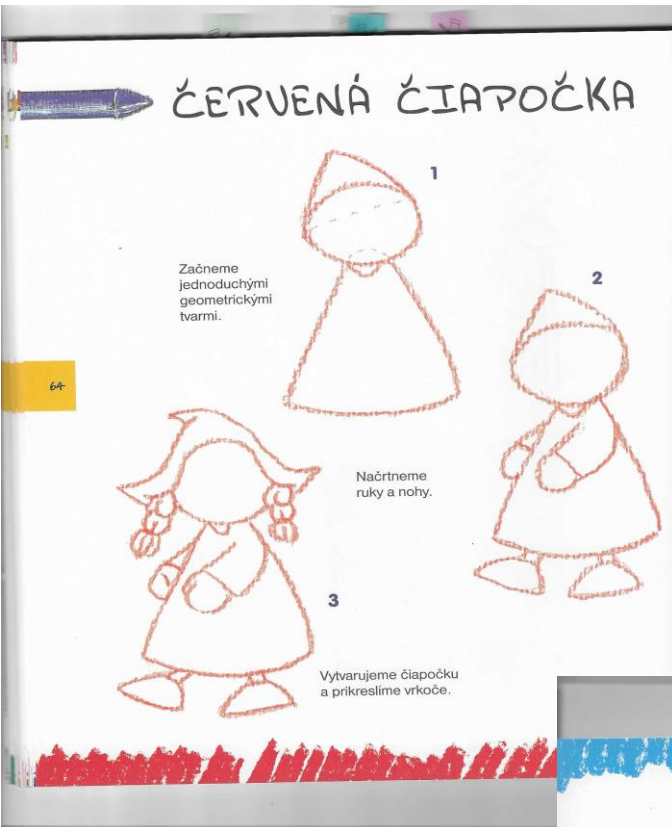 ČERVENÁ ČIAPOČKA
1
Začneme
jednoduchými
geometrickými
tvarmi.
2
64
Načrtneme
ruky a nohy.
3
Vytvarujeme čiapočku
a prikreslíme vrkoče.